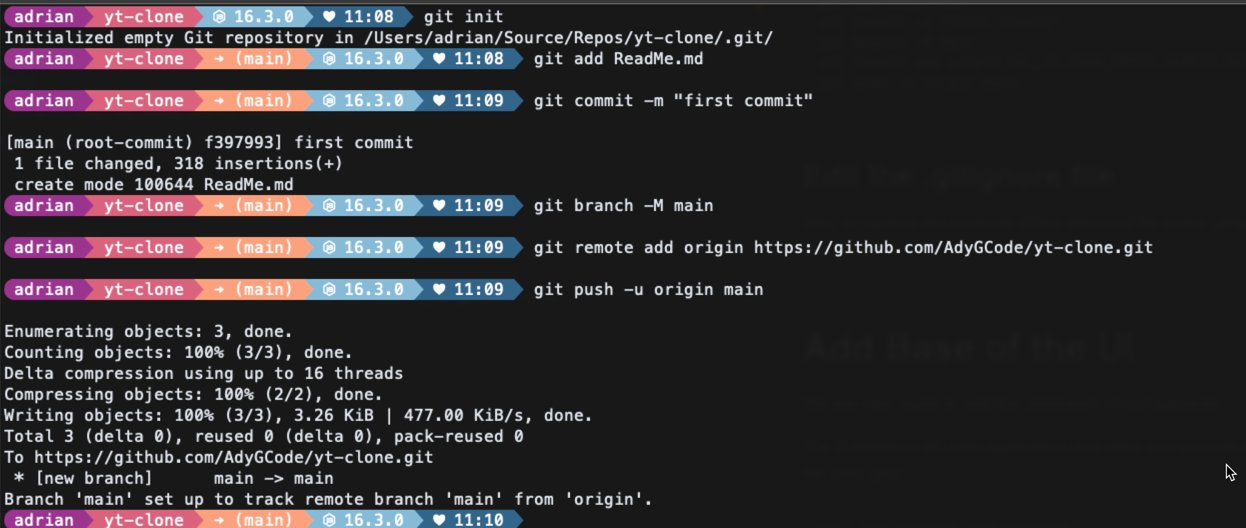 adrian yt-clone 16.3.0 ♥ 11:08 git init
Initialized empty Git repository in /Users/adrian/Source/Repos/yt-clone/.git/
adrian yt-clone → (main) 16.3.0 ♥ 11:08 git add ReadMe.md
adrian yt-clone → (main) 16.3.0 ♥ 11:09 git commit -m "first commit"
[main (root-commit) f397993] first commit
1 file changed, 318 insertions(+)
create mode 100644 ReadMe.md
adrian yt-clone → (main) 16.3.0 ♥ 11:09 git branch -M main
adrian yt-clone → (main) 16.3.0 ♥ 11:09 git remote add origin https://github.com/AdyGCode/yt-clone.git
adrian yt-clone → (main) 16.3.0 ♥ 11:09 git push -u origin main
Enumerating objects: 3, done.
Counting objects: 100% (3/3), done.
Delta compression using up to 16 threads
Compressing objects: 100% (2/2), done.
Writing objects: 100% (3/3), 3.26 KiB | 477.00 KiB/s, done.
Total 3 (delta 0), reused 0 (delta 0), pack-reused 0
To https://github.com/AdyGCode/yt-clone.git
* [new branch] main -> main
Branch 'main' set up to track remote branch 'main' from 'origin'.
adrian yt-clone → (main) 16.3.0 ♥ 11:10
Add Base of the UI